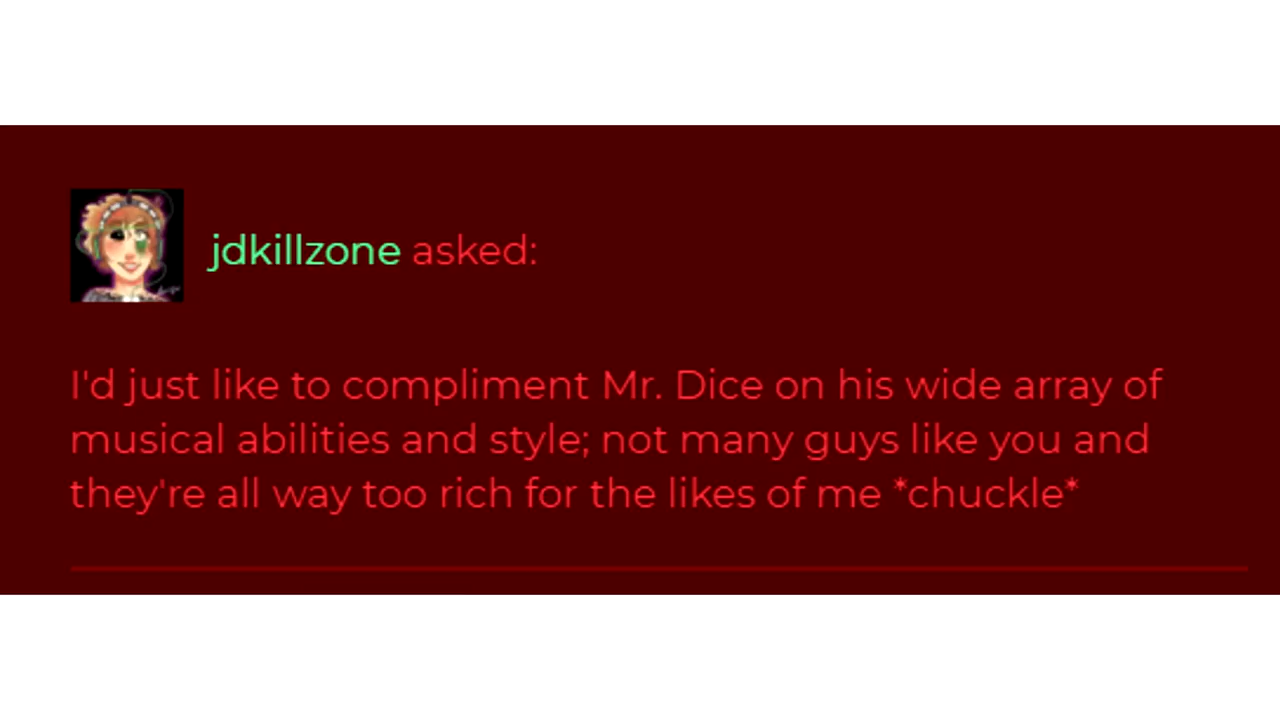 jdkillzone asked:
I'd just like to compliment Mr. Dice on his wide array of
musical abilities and style; not many guys like you and
they're all way too rich for the likes of me *chuckle*